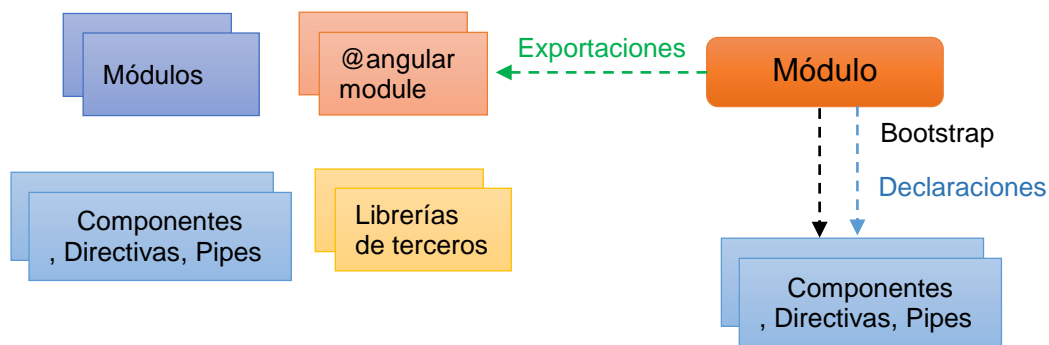 Módulos
@angular
module
Exportaciones
Módulo
Bootstrap
Declaraciones
Componentes
, Directivas, Pipes
Librerías
de terceros
Componentes
, Directivas, Pipes